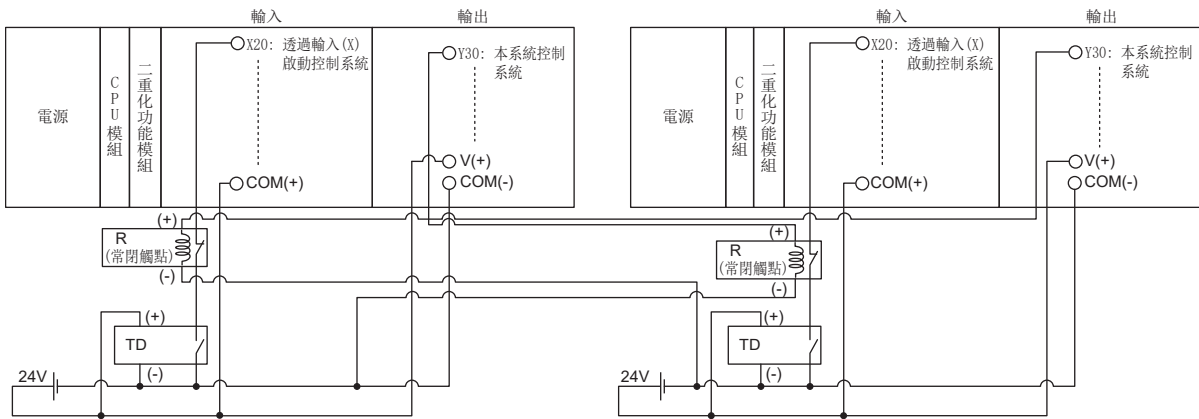 輸入
輸出
電源
CPU模組
二重化功能模組
X20: 透過輸入(X)
啟動控制系統
Y30: 本系統控制
系統
V(+)
COM(+)
COM(-)
(+)
R
(常閉觸點)
(-)
(+)
TD
(-)
24V
輸入
輸出
電源
CPU模組
二重化功能模組
X20: 透過輸入(X)
啟動控制系統
Y30: 本系統控制
系統
V(+)
COM(+)
COM(-)
(+)
R
(常閉觸點)
(-)
(+)
TD
(-)
24V